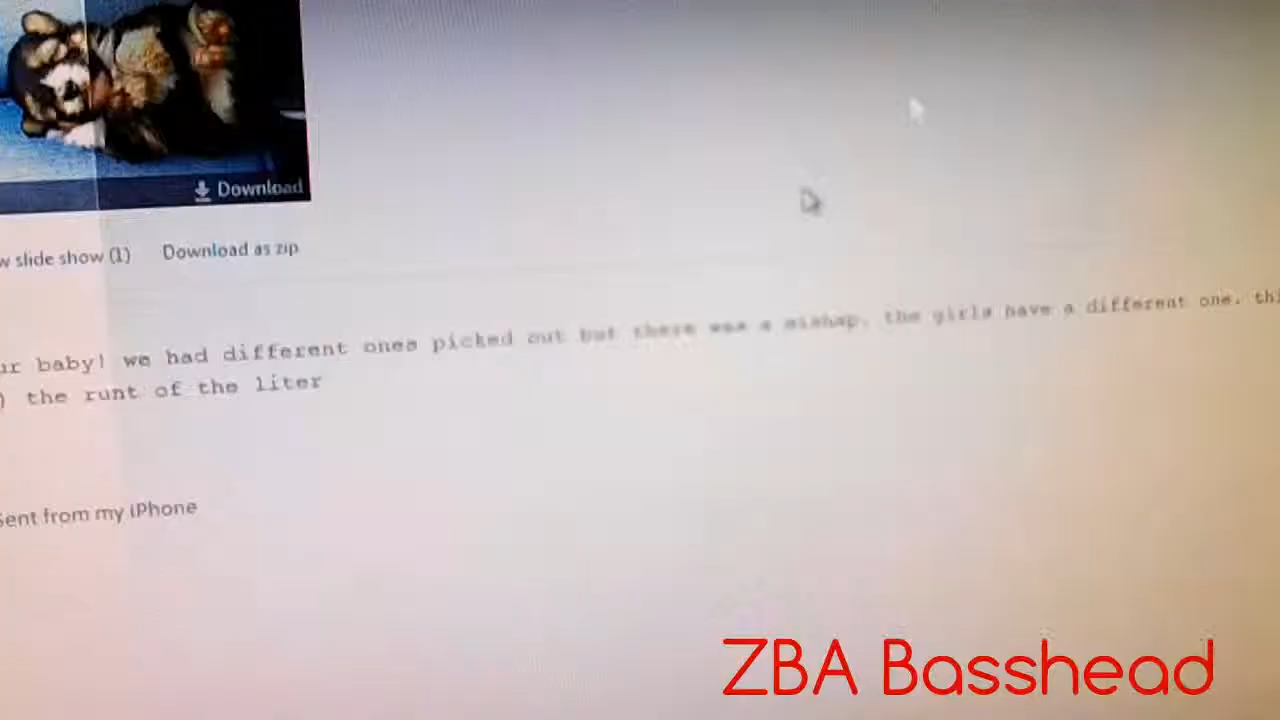 Download
w slide show (1) Download as zip
ur baby! we had different ones picked out but there was a mishap. the girls have a different one. thi
) the runt of the liter
Sent from my iPhone
ZBA Basshead